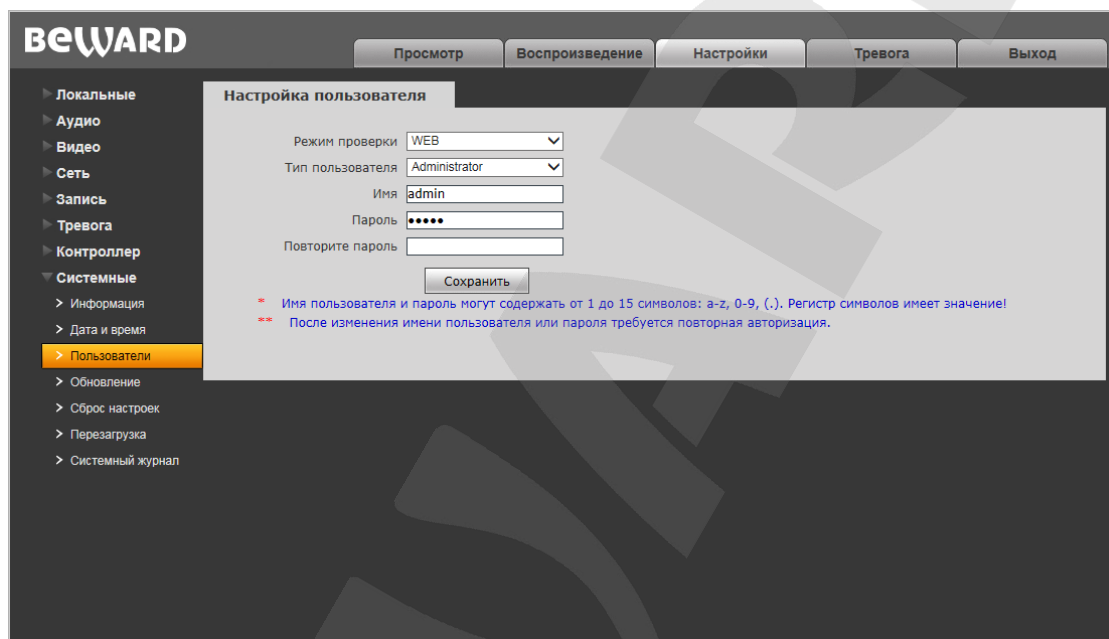 BEWARD
Просмотр Воспроизведение Настройки Тревога Выход
Локальные
Аудио
Видео
Сеть
Запись
Тревога
Контроллер
Системные
Информация
Дата и время
Пользователи
Обновление
Сброс настроек
Перезагрузка
Системный журнал
Настройка пользователя
Режим проверки WEB
Тип пользователя Administrator
Имя admin
Пароль •••••
Повторите пароль
Сохранить
* Имя пользователя и пароль могут содержать от 1 до 15 символов: a-z, 0-9, (.). Регистр символов имеет значение!
** После изменения имени пользователя или пароля требуется повторная авторизация.